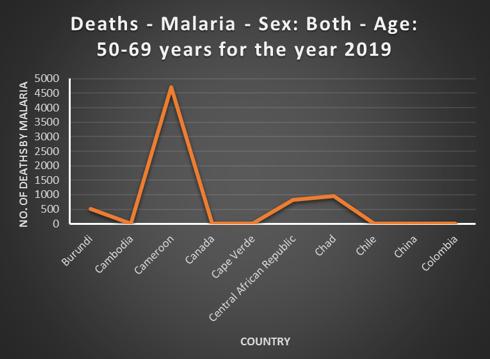 Deaths - Malaria - Sex: Both - Age:
50-69 years for the year 2019
NO. OF DEATHS BY MALARIA
5000
4500
4000
3500
3000
2500
2000
1500
1000
500
0
Burundi
Cambodia
Cameroon
Canada
Cape Verde
Central African Republic
Chad
Chile
China
Colombia
COUNTRY